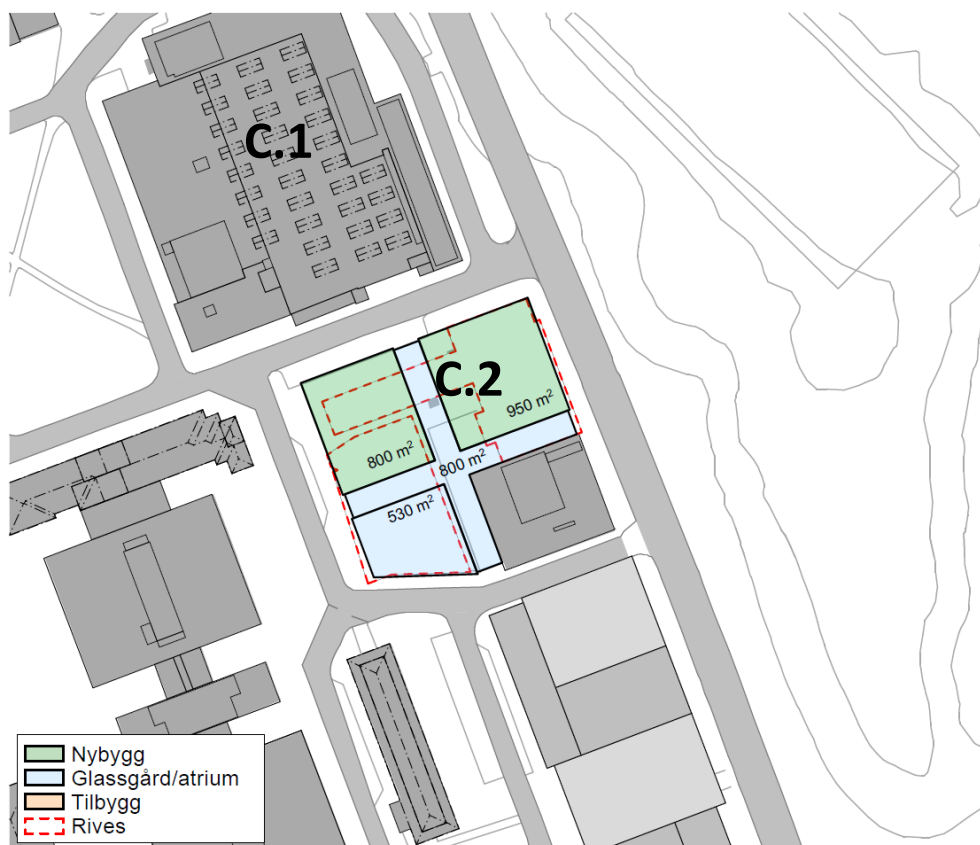 C.1
C.2
950 m²
800 m²
800 m²
530 m²
Nybygg
Glassgård/atrium
Tilbygg
Rives